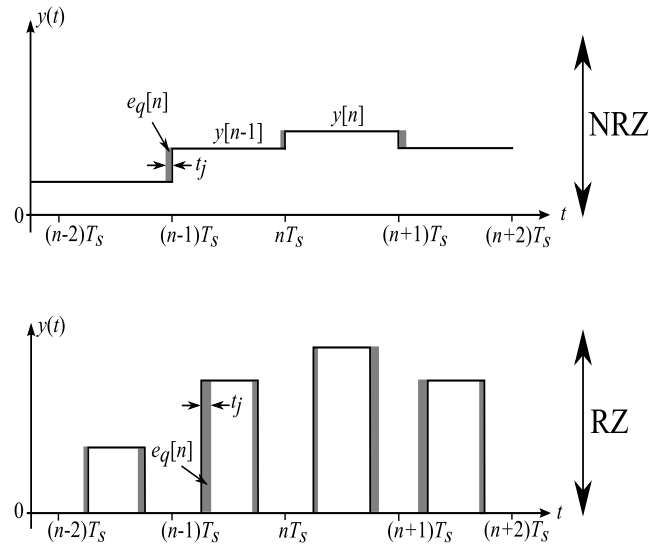 y(t)
e_q[n]
y[n-1]
y[n]
t_j
NRZ
0
t
(n-2)T_s
(n-1)T_s
nT_s
(n+1)T_s
(n+2)T_s
y(t)
t_j
e_q[n]
RZ
0
t
(n-2)T_s
(n-1)T_s
nT_s
(n+1)T_s
(n+2)T_s